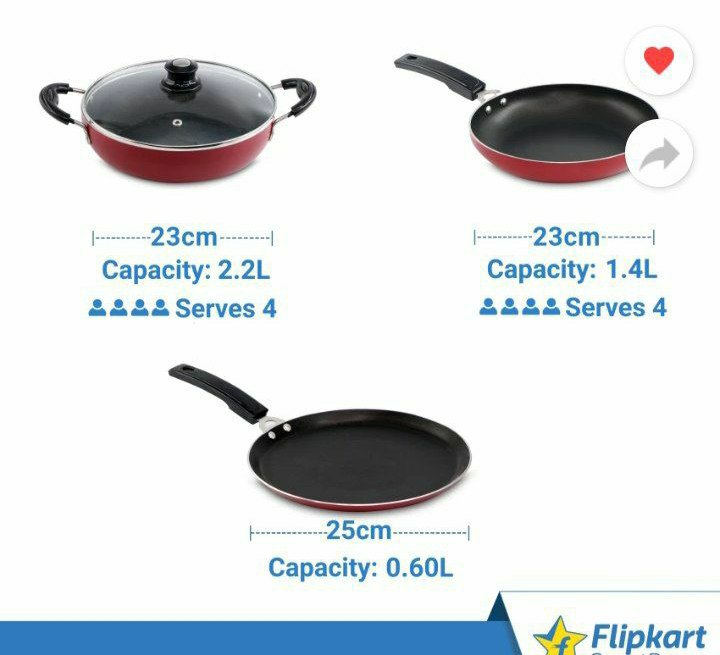 23cm
Capacity: 2.2L
Serves 4
23cm
Capacity: 1.4L
Serves 4
25cm
Capacity: 0.60L
Flipkart